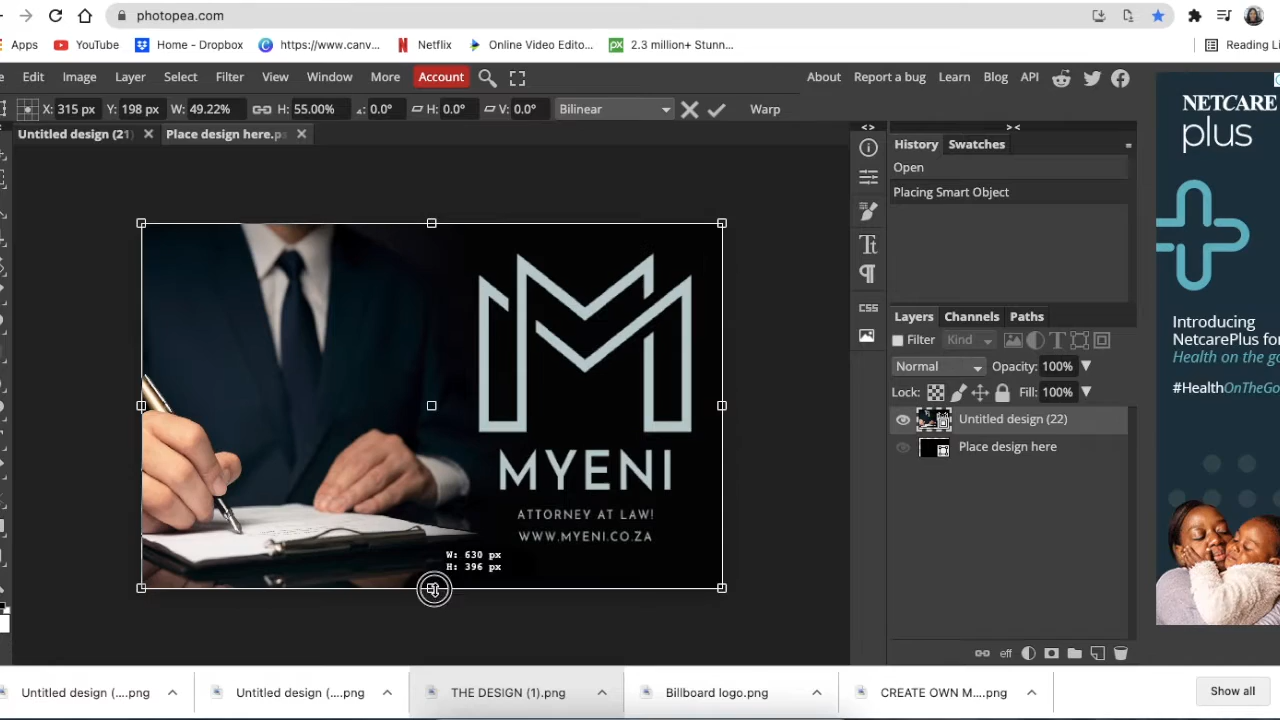 photopea.com
Apps YouTube Home - Dropbox https://www.canv... Netflix Online Video Edito... 2.3 million+ Stunn... Reading Li
e Edit Image Layer Select Filter View Window More Account About Report a bug Learn Blog API
X: 315 px Y: 198 px W: 49.22% H: 55.00% : 0.0° H: 0.0° V: 0.0° Bilinear Warp
Untitled design (21) Place design here.ps
History Swatches
Open
Placing Smart Object
CSS
Layers Channels Paths
Filter Kind
Normal Opacity: 100%
Lock: Fill: 100%
Untitled design (22)
Place design here
eff
MYENI
ATTORNEY AT LAW!
WWW.MYENI.CO.ZA
W: 630 px
H: 396 px
NETCARE
plus
Introducing
NetcarePlus for
Health on the go
#HealthOnTheGo
Untitled design (....png Untitled design (....png THE DESIGN (1).png Billboard logo.png CREATE OWN M....png Show all